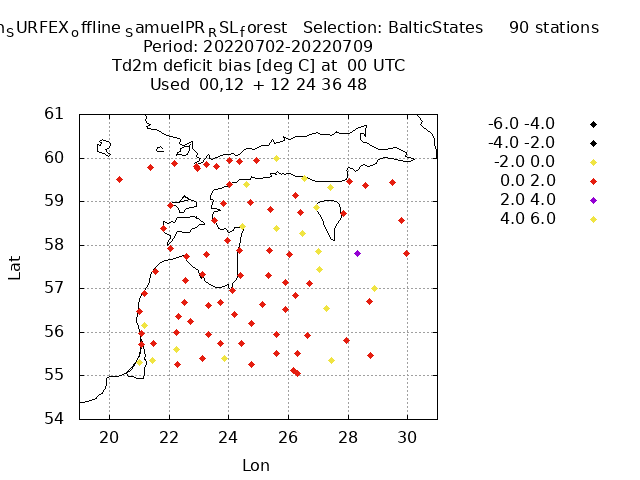 nSURFEXoffline SamuelPRRSLforest Selection: BalticStates 90 stations
Period: 20220702-20220709
Td2m deficit bias [deg C] at 00 UTC
Used 00,12 + 12 24 36 48
61
60
59
58
57
56
55
54
Lat
20 22 24 26 28 30
Lon
-6.0 -4.0
-4.0 -2.0
-2.0 0.0
0.0 2.0
2.0 4.0
4.0 6.0